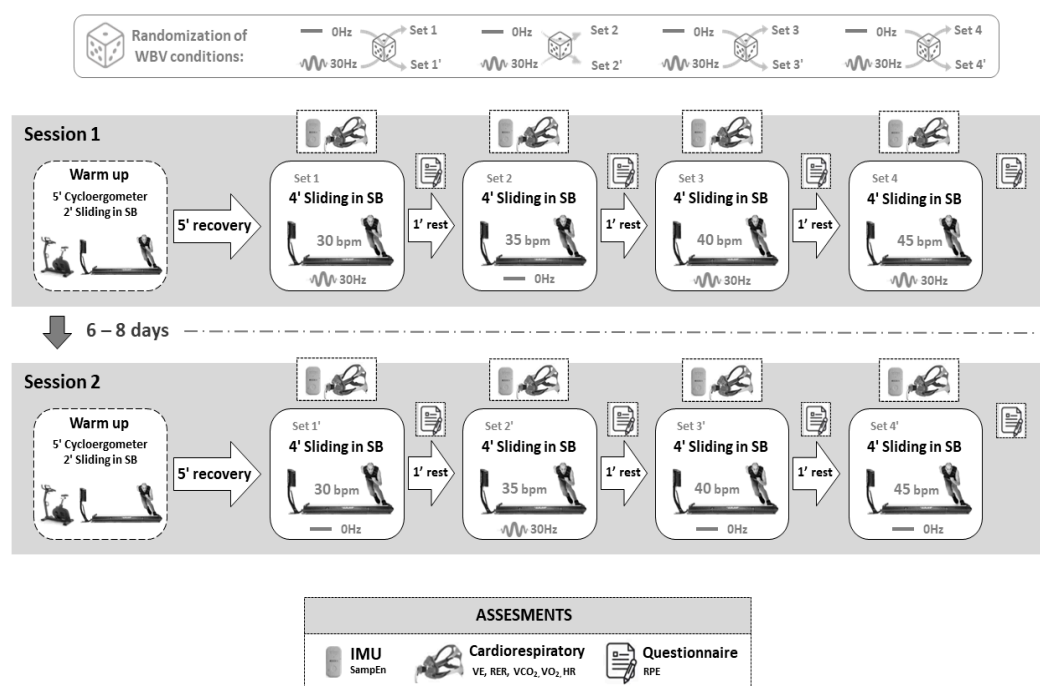 Randomization of
WBV conditions:
0Hz
30Hz
Set 1
Set 1'
0Hz
30Hz
Set 2
Set 2'
0Hz
30Hz
Set 3
Set 3'
0Hz
30Hz
Set 4
Set 4'
Session 1
Warm up
5' Cycloergometer
2' Sliding in SB
5' recovery
Set 1
4' Sliding in SB
30 bpm
30Hz
1' rest
Set 2
4' Sliding in SB
35 bpm
0Hz
1' rest
Set 3
4' Sliding in SB
40 bpm
30Hz
1' rest
Set 4
4' Sliding in SB
45 bpm
30Hz
6 – 8 days
Session 2
Warm up
5' Cycloergometer
2' Sliding in SB
5' recovery
Set 1'
4' Sliding in SB
30 bpm
0Hz
1' rest
Set 2'
4' Sliding in SB
35 bpm
30Hz
1' rest
Set 3'
4' Sliding in SB
40 bpm
0Hz
1' rest
Set 4'
4' Sliding in SB
45 bpm
0Hz
ASSESMENTS
IMU
SampEn
Cardiorespiratory
VE, RER, VCO₂, VO₂, HR
Questionnaire
RPE